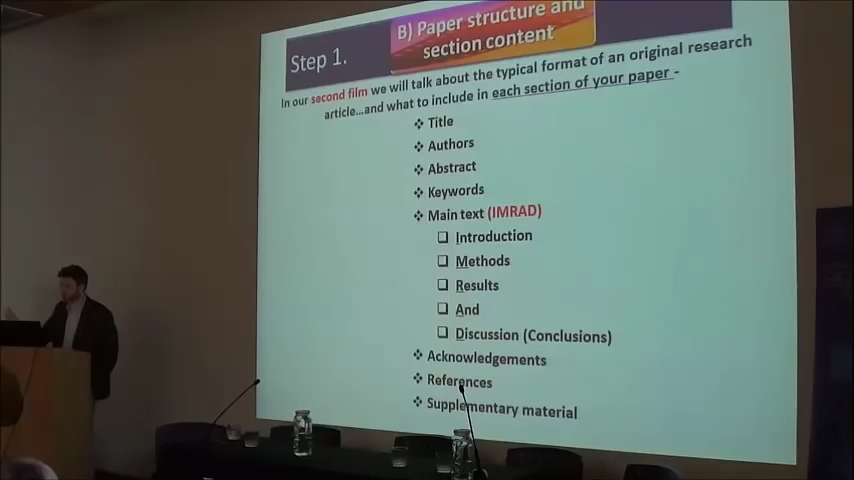 Step 1.
B) Paper structure and
section content
In our second film we will talk about the typical format of an original research
article...and what to include in each section of your paper -
Title
Authors
Abstract
Keywords
Main text (IMRAD)
Introduction
Methods
Results
And
Discussion (Conclusions)
Acknowledgements
References
Supplementary material